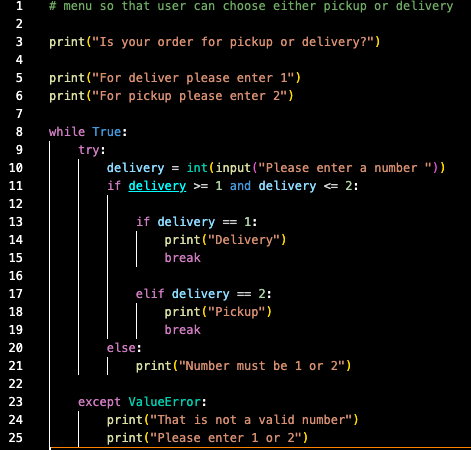 1 # menu so that user can choose either pickup or delivery
2
3 print("Is your order for pickup or delivery?")
4
5 print("For deliver please enter 1")
6 print("For pickup please enter 2")
7
8 while True:
9     try:
10         delivery = int(input("Please enter a number "))
11         if delivery >= 1 and delivery <= 2:
12
13             if delivery == 1:
14                 print("Delivery")
15                 break
16
17             elif delivery == 2:
18                 print("Pickup")
19                 break
20         else:
21             print("Number must be 1 or 2")
22
23     except ValueError:
24         print("That is not a valid number")
25         print("Please enter 1 or 2")